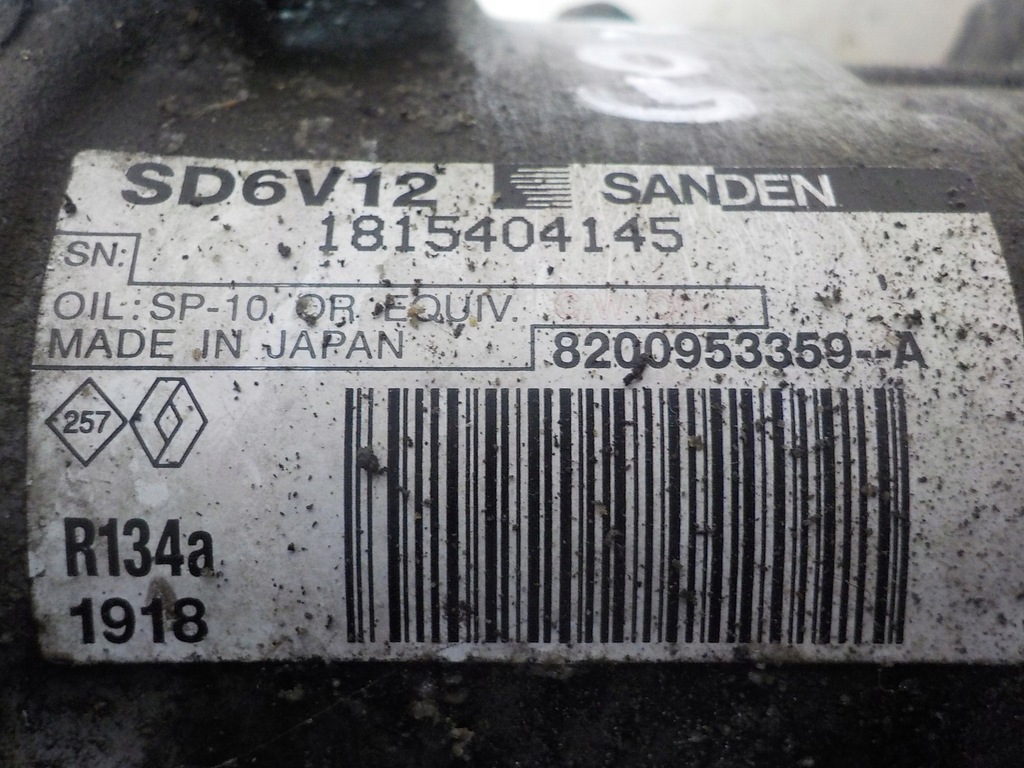 SD6V12 SANDEN
1815404145
SN:
OIL: SP-10, OR EQUIV.
MADE IN JAPAN 8200953359--A
257
R134a
1918